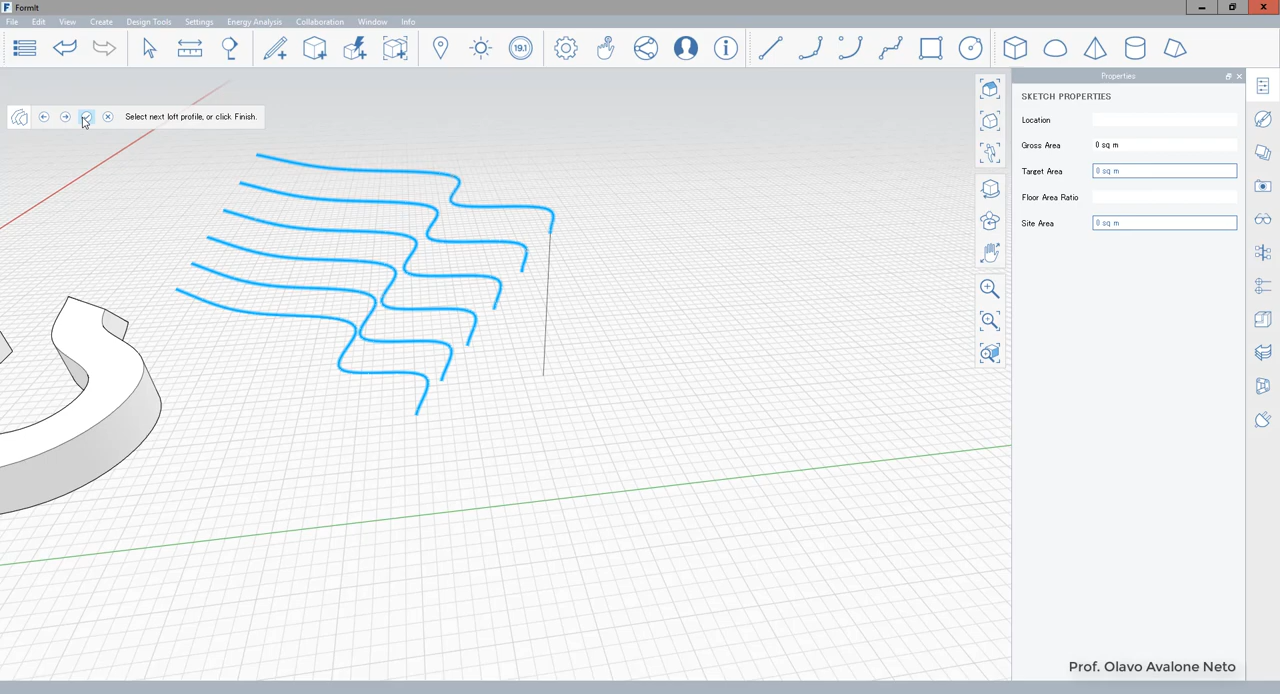 FormIt
File Edit View Create Design Tools Settings Energy Analysis Collaboration Window Info
19.1
Properties
SKETCH PROPERTIES
Select next loft profile, or click Finish.
Location
Gross Area 0 sq m
Target Area 0 sq m
Floor Area Ratio
Site Area 0 sq m
Prof. Olavo Avalone Neto